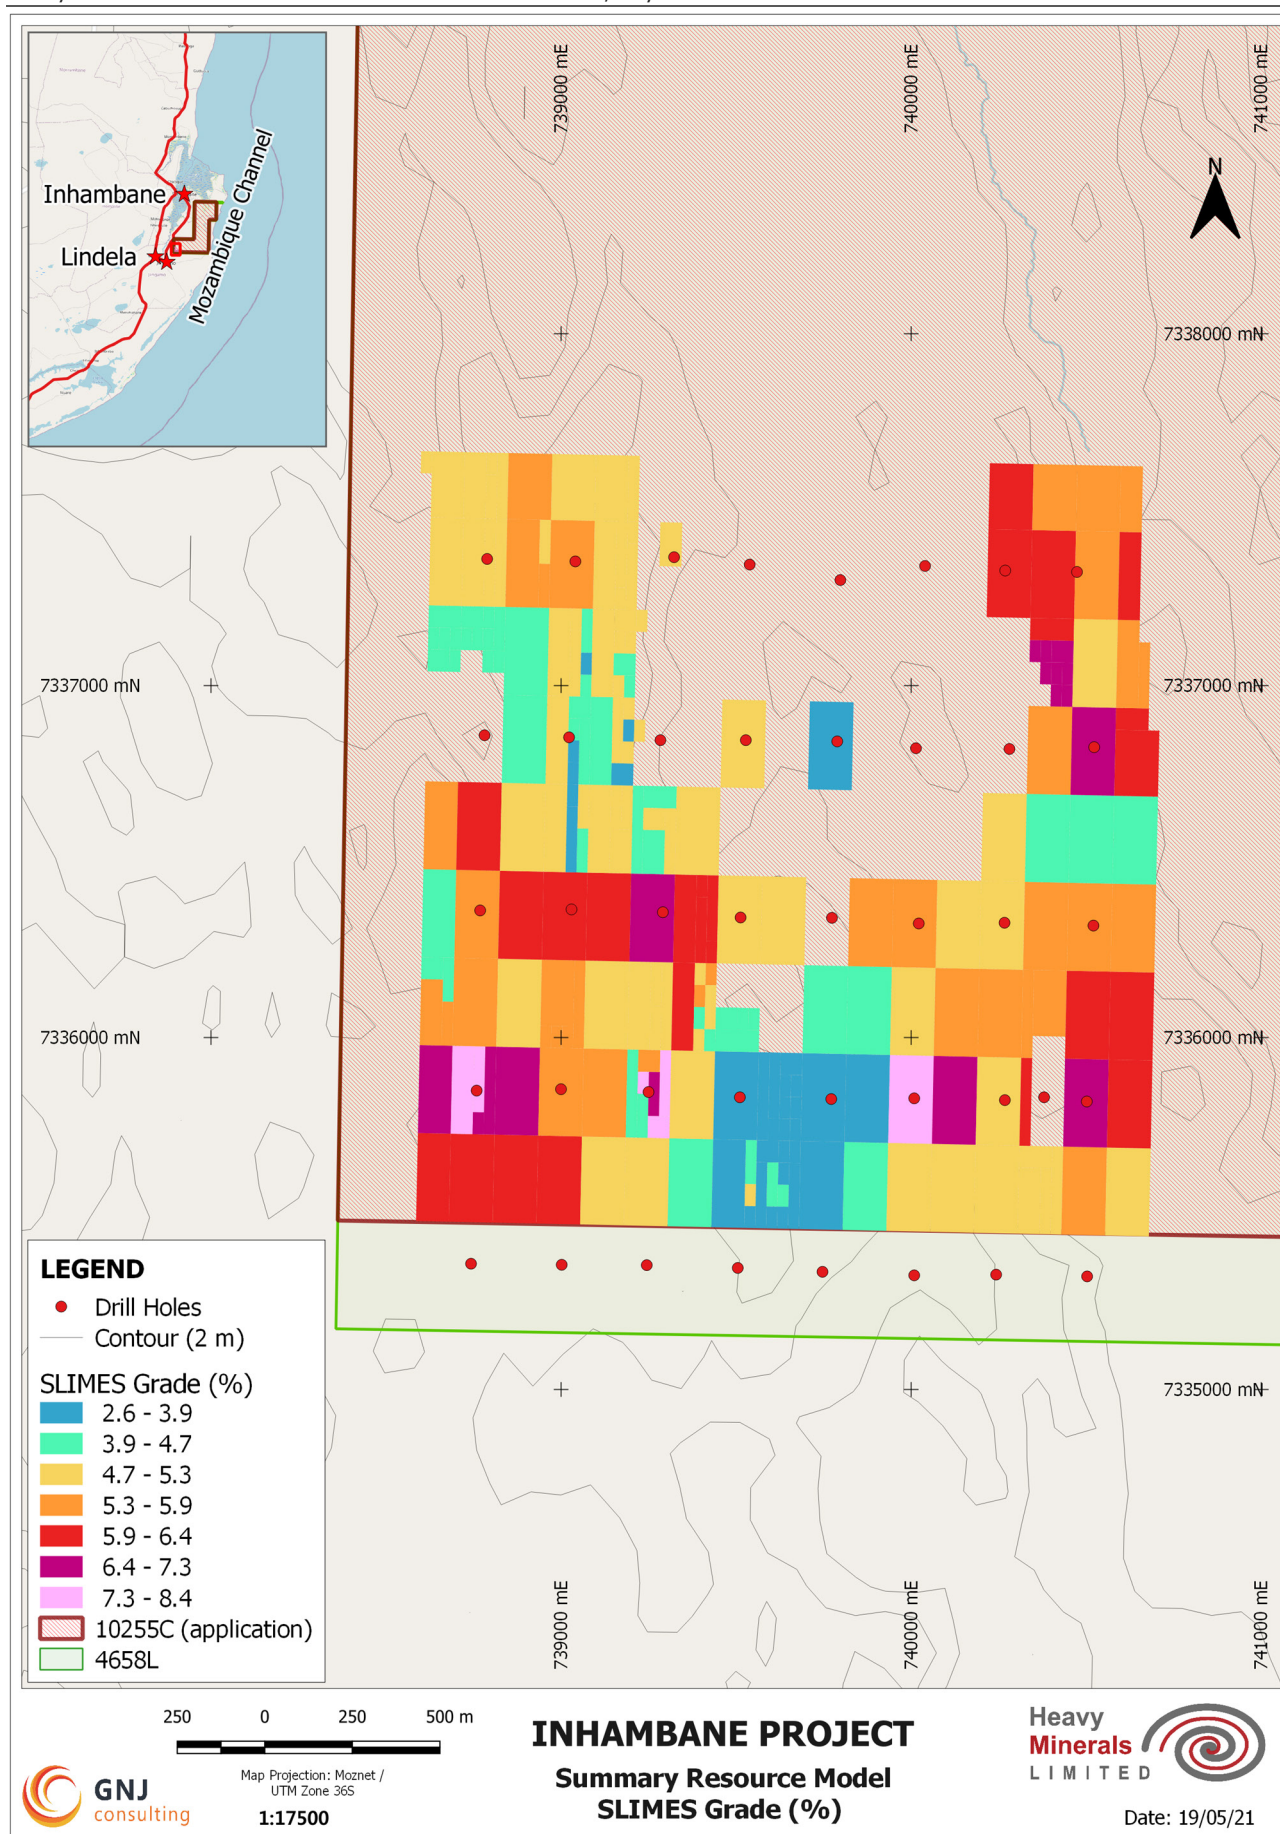 Inhambane
Lindela
Mozambique Channel
739000 mE
740000 mE
741000 mE
N
7338000 mN
7337000 mN
7337000 mN
7336000 mN
7336000 mN
7335000 mN
739000 mE
740000 mE
741000 mE
LEGEND
Drill Holes
Contour (2 m)
SLIMES Grade (%)
2.6 - 3.9
3.9 - 4.7
4.7 - 5.3
5.3 - 5.9
5.9 - 6.4
6.4 - 7.3
7.3 - 8.4
10255C (application)
4658L
250 0 250 500 m
Map Projection: Moznet /
UTM Zone 36S
1:17500
GNJ
consulting
INHAMBANE PROJECT
Summary Resource Model
SLIMES Grade (%)
Heavy
Minerals
LIMITED
Date: 19/05/21